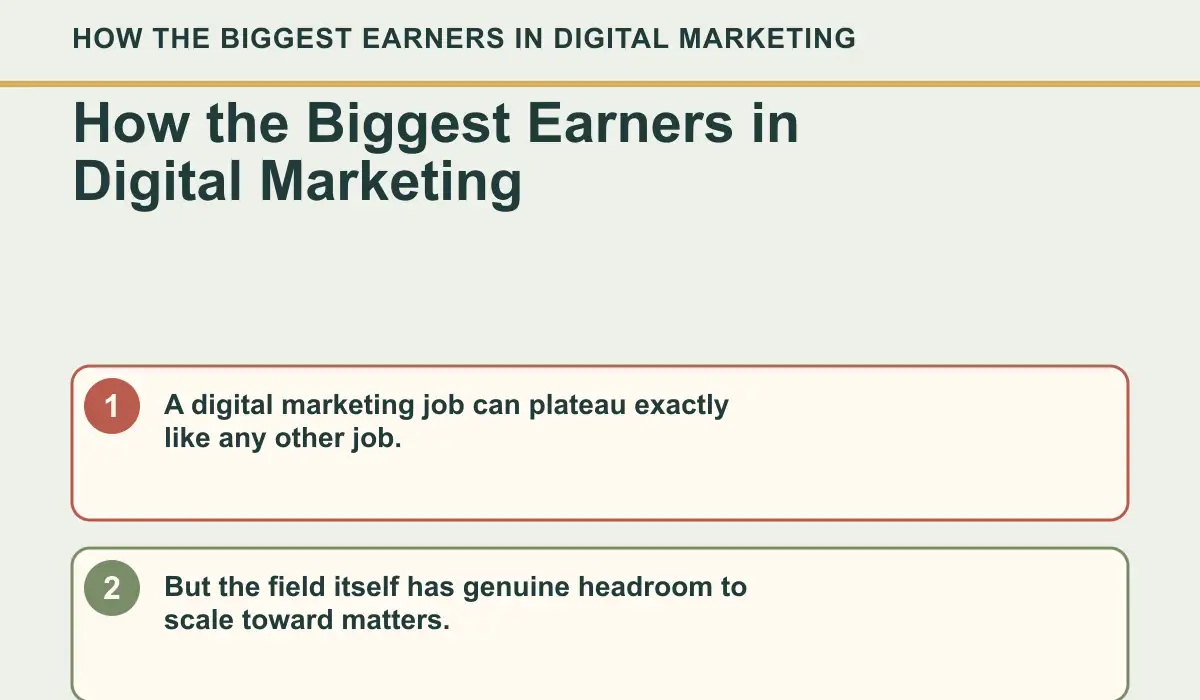 HOW THE BIGGEST EARNERS IN DIGITAL MARKETING
How the Biggest Earners in
Digital Marketing
1
A digital marketing job can plateau exactly
like any other job.
2
But the field itself has genuine headroom to
scale toward matters.